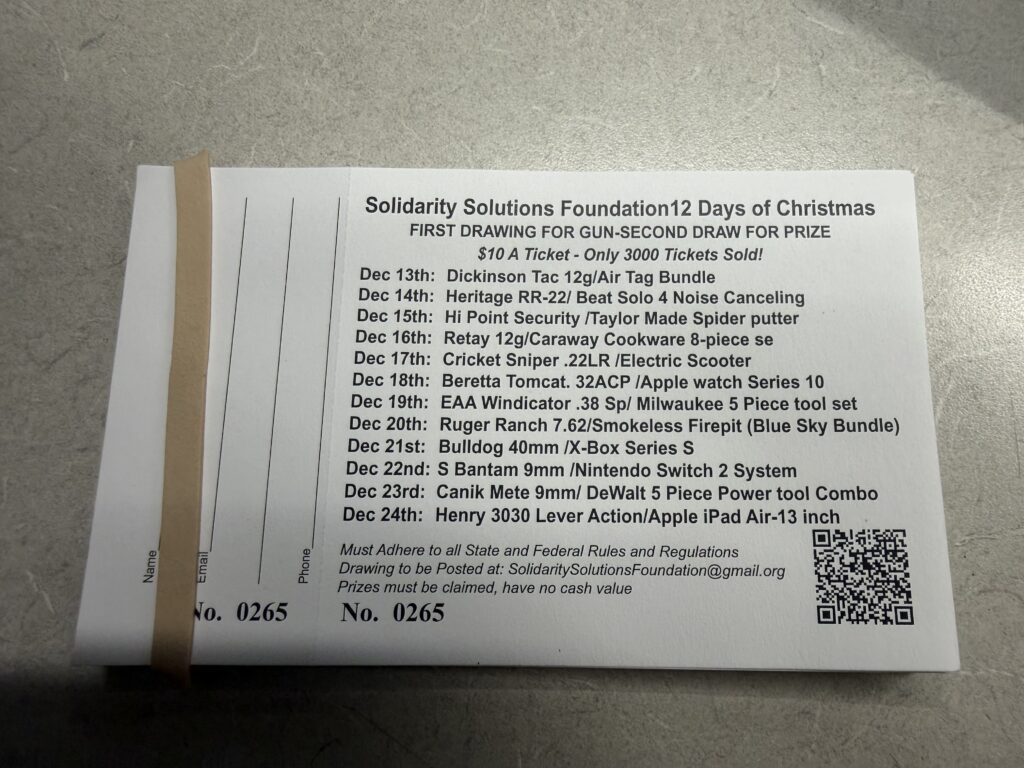 Solidarity Solutions Foundation12 Days of Christmas
FIRST DRAWING FOR GUN-SECOND DRAW FOR PRIZE
$10 A Ticket - Only 3000 Tickets Sold!
Dec 13th: Dickinson Tac 12g/Air Tag Bundle
Dec 14th: Heritage RR-22/ Beat Solo 4 Noise Canceling
Dec 15th: Hi Point Security /Taylor Made Spider putter
Dec 16th: Retay 12g/Caraway Cookware 8-piece se
Dec 17th: Cricket Sniper .22LR /Electric Scooter
Dec 18th: Beretta Tomcat. 32ACP /Apple watch Series 10
Dec 19th: EAA Windicator .38 Sp/ Milwaukee 5 Piece tool set
Dec 20th: Ruger Ranch 7.62/Smokeless Firepit (Blue Sky Bundle)
Dec 21st: Bulldog 40mm /X-Box Series S
Dec 22nd: S Bantam 9mm /Nintendo Switch 2 System
Dec 23rd: Canik Mete 9mm/ DeWalt 5 Piece Power tool Combo
Dec 24th: Henry 3030 Lever Action/Apple iPad Air-13 inch
Must Adhere to all State and Federal Rules and Regulations
Drawing to be Posted at: SolidaritySolutionsFoundation@gmail.org
Prizes must be claimed, have no cash value
No. 0265
Name
Email
Phone
No. 0265